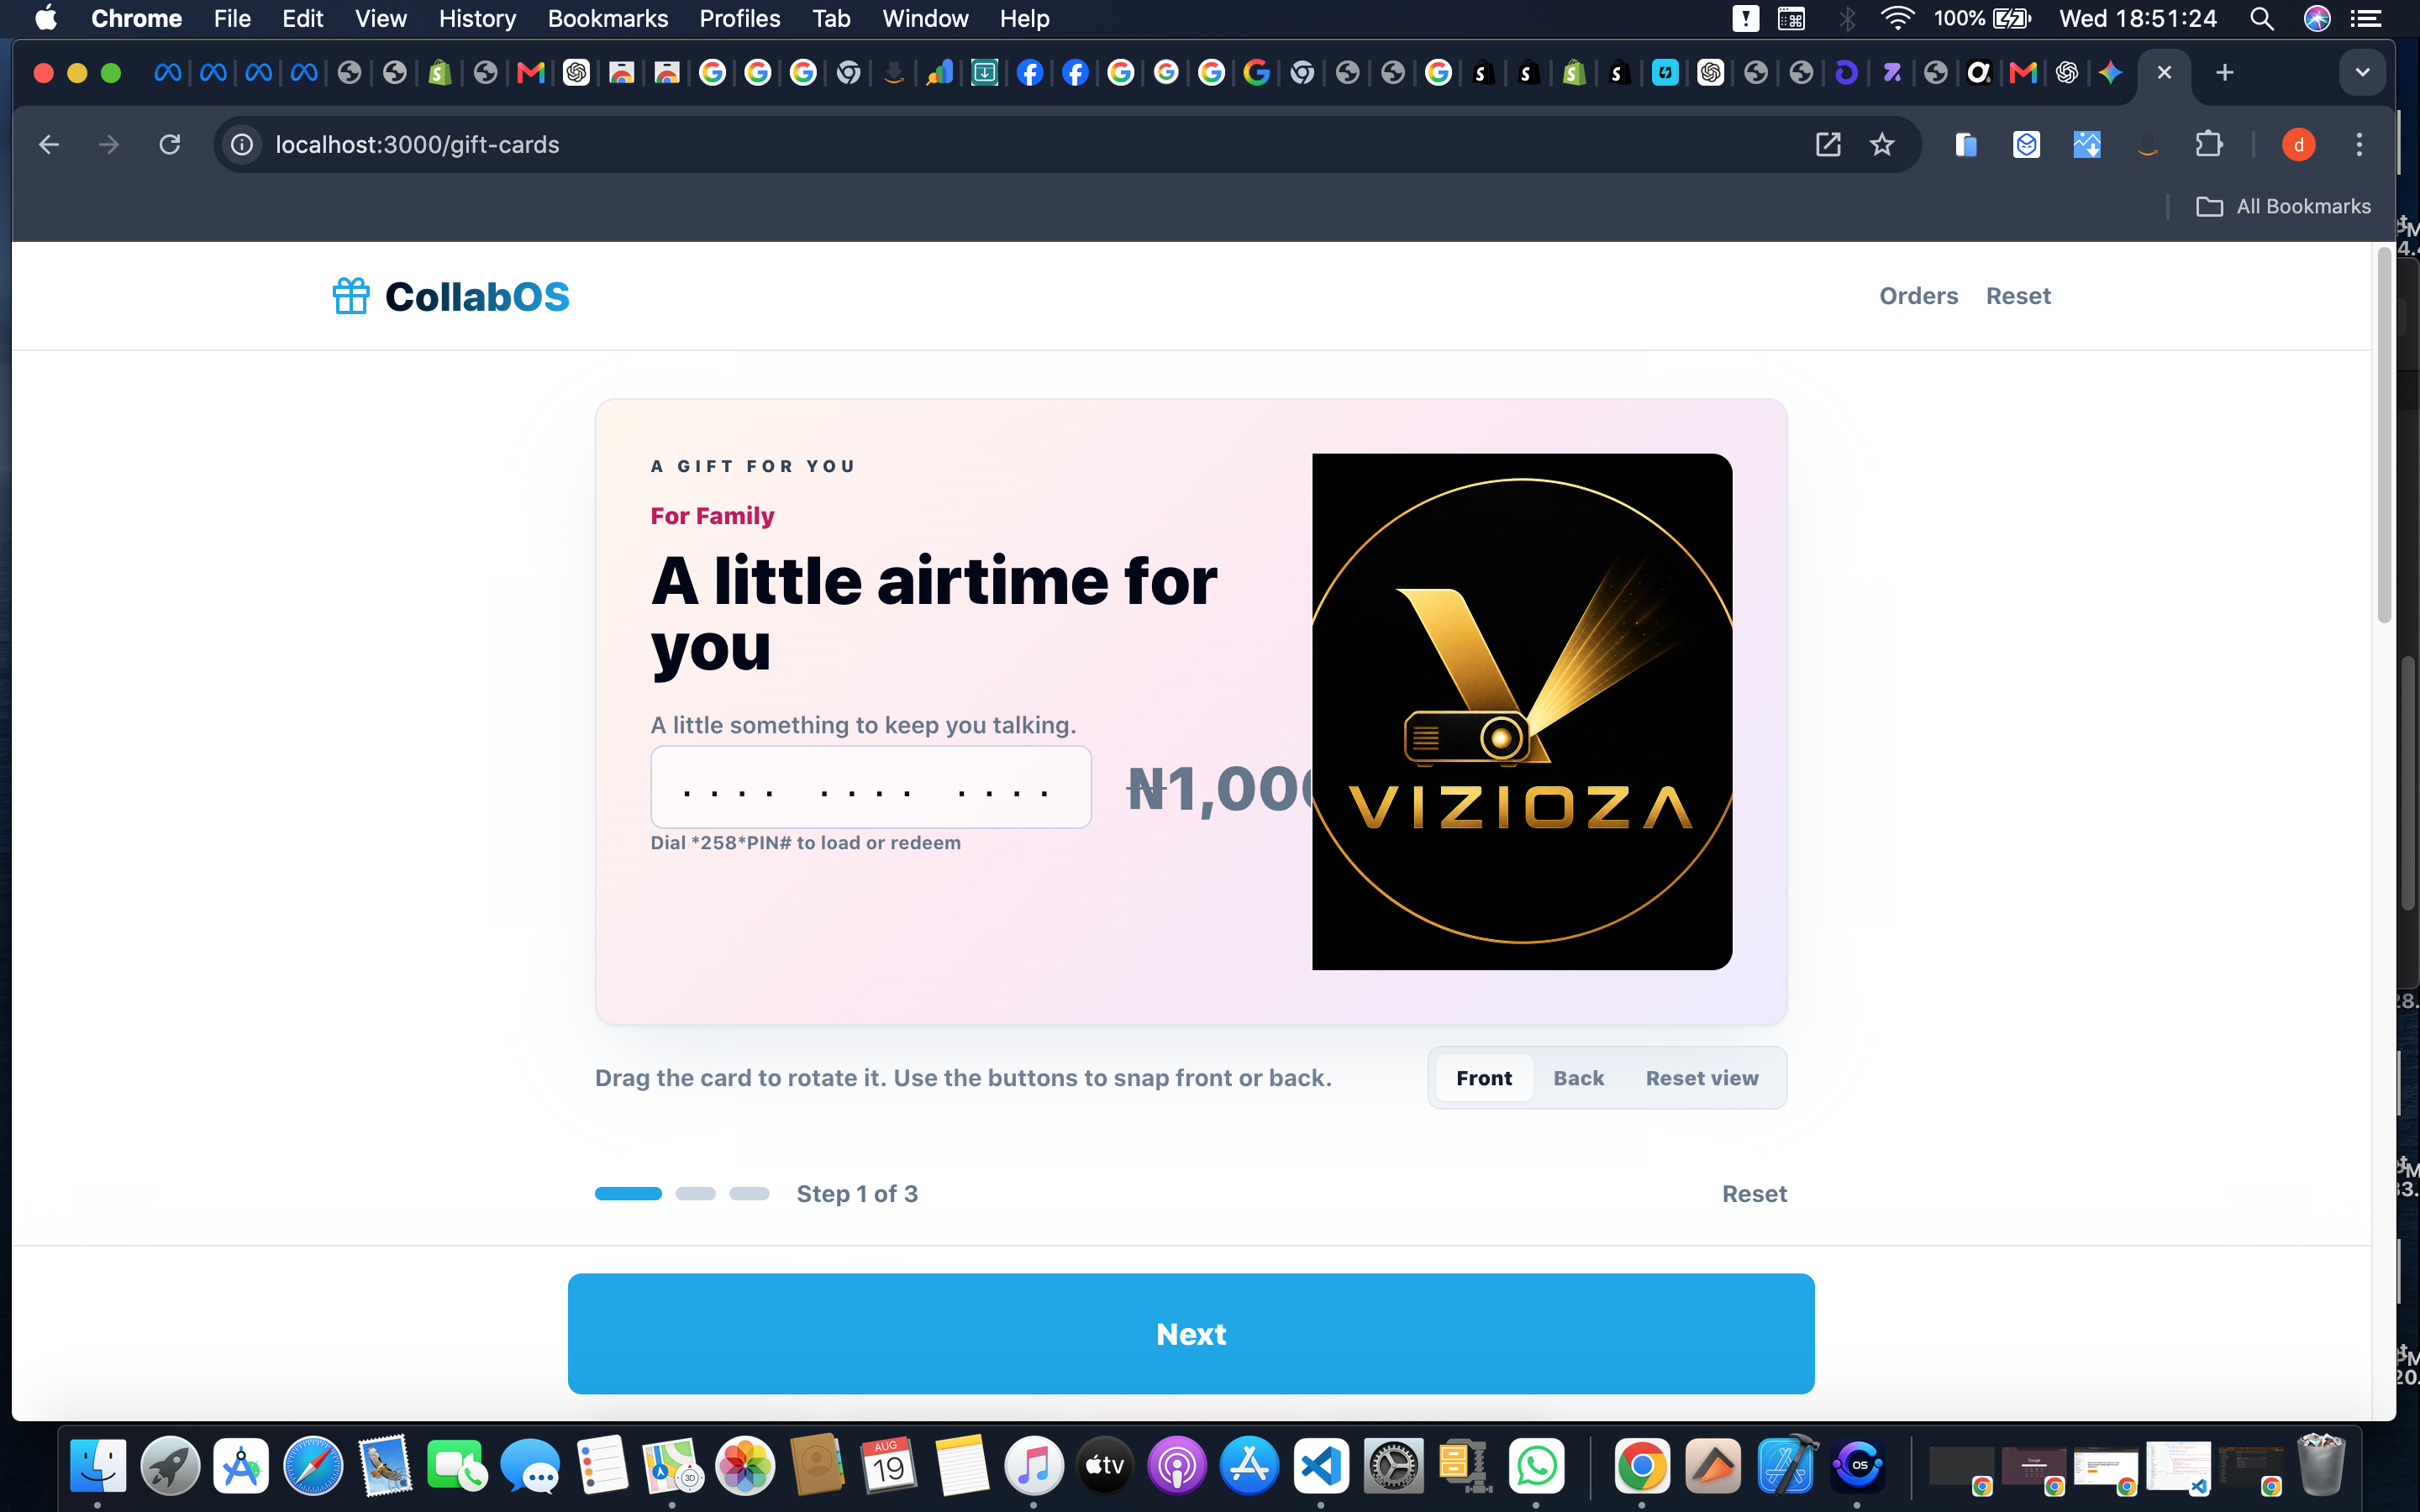 Chrome File Edit View History Bookmarks Profiles Tab Window Help
100% Wed 18:51:24
localhost:3000/gift-cards
d
All Bookmarks
CollabOS
Orders Reset
A GIFT FOR YOU
For Family
A little airtime for
you
A little something to keep you talking.
.... .... ....
₦1,000
Dial *258*PIN# to load or redeem
VIZIOZA
Drag the card to rotate it. Use the buttons to snap front or back.
Front Back Reset view
Step 1 of 3
Reset
Next
AUG
19
3D
tv
OS